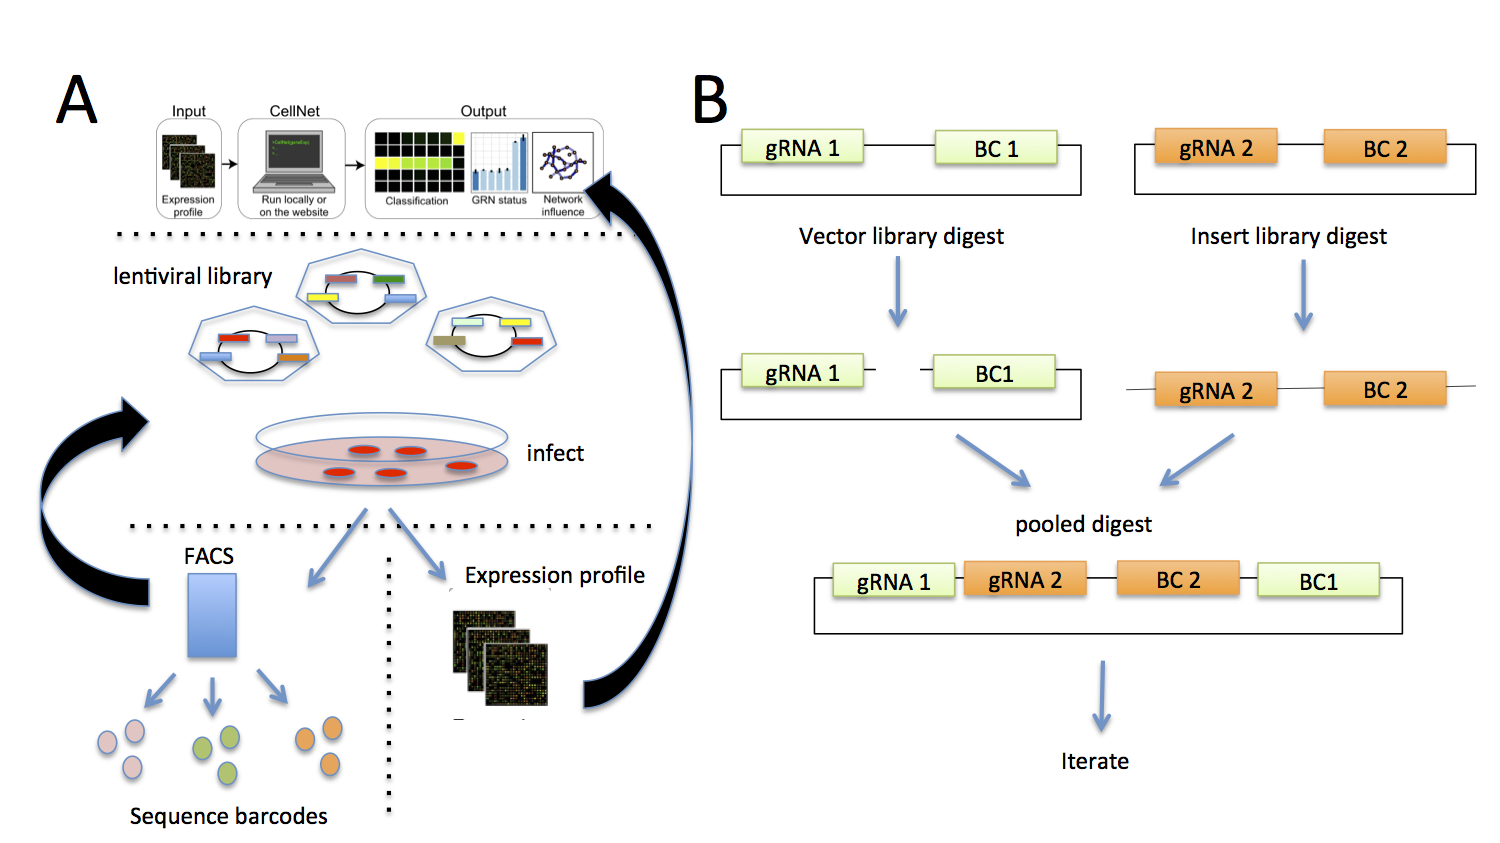 A
Input
CellNet
Output
Expression
profile
Run locally or
on the website
Classification
GRN status
Network
influence
lentiviral library
infect
FACS
Expression profile
Sequence barcodes
B
gRNA 1
BC 1
gRNA 2
BC 2
Vector library digest
Insert library digest
gRNA 1
BC1
gRNA 2
BC 2
pooled digest
gRNA 1
gRNA 2
BC 2
BC1
Iterate